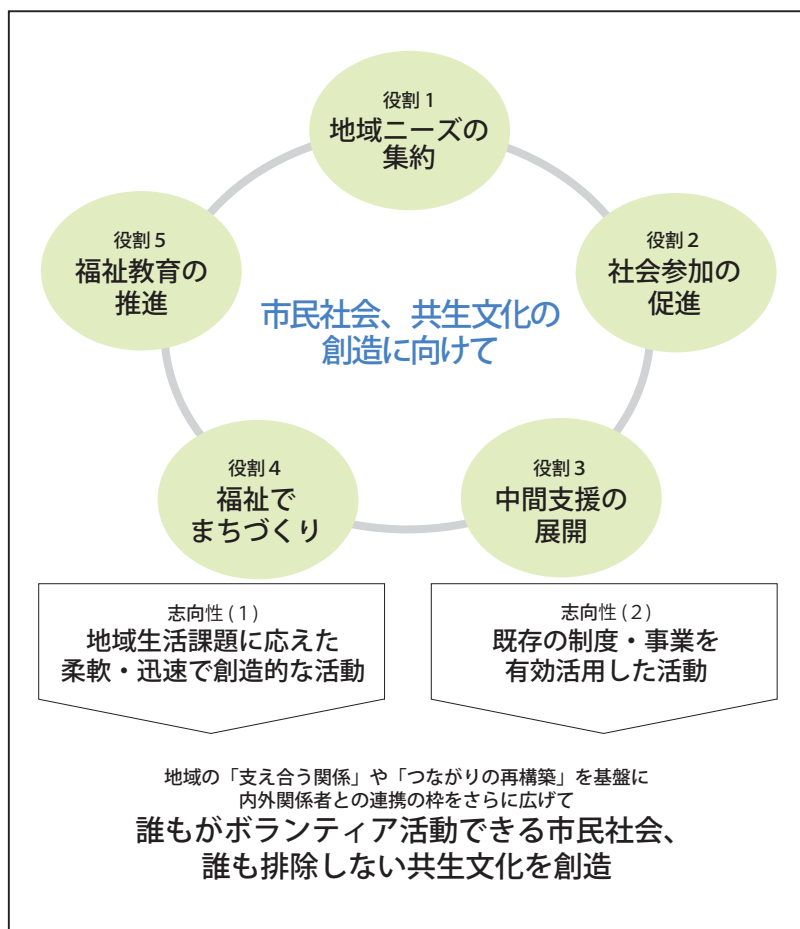 役割 1
地域ニーズの
集約
役割 2
社会参加の
促進
役割 3
中間支援の
展開
役割 4
福祉で
まちづくり
役割 5
福祉教育の
推進
市民社会、共生文化の
創造に向けて
志向性 ( 1 )
地域生活課題に応えた
柔軟・迅速で創造的な活動
志向性 ( 2 )
既存の制度・事業を
有効活用した活動
地域の「支え合う関係」や「つながりの再構築」を基盤に
内外関係者との連携の枠をさらに広げて
誰もがボランティア活動できる市民社会、
誰も排除しない共生文化を創造